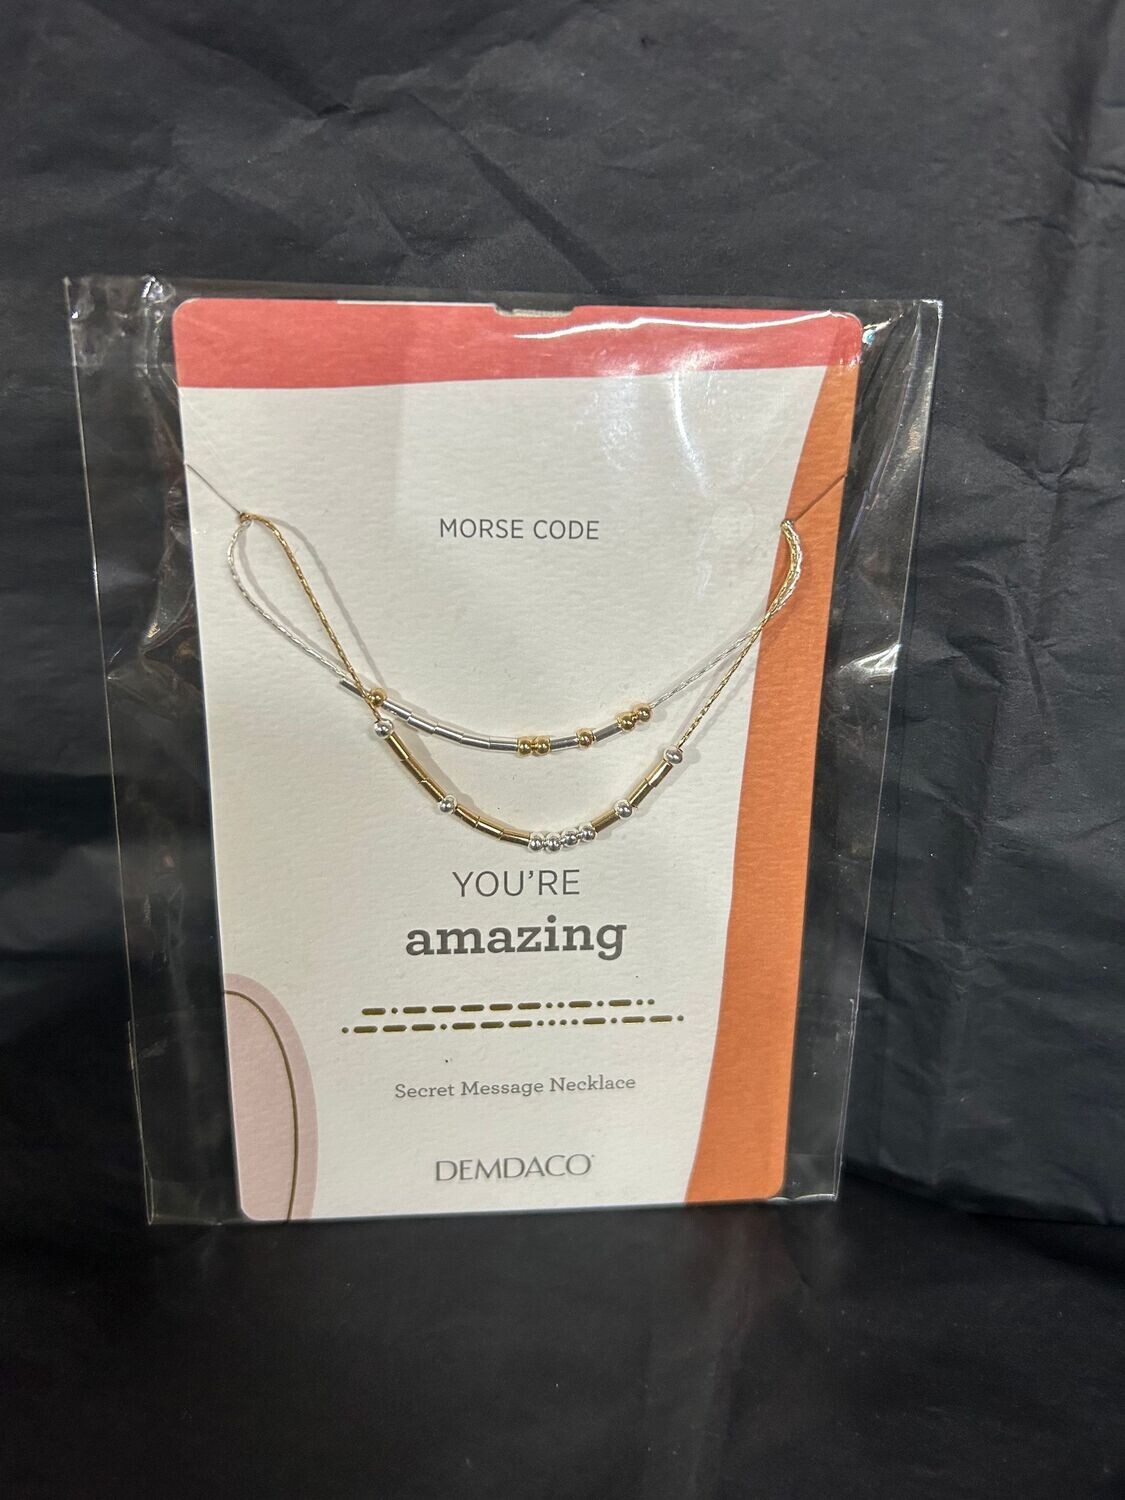 MORSE CODE
YOU'RE
amazing
Secret Message Necklace
DEMDACO